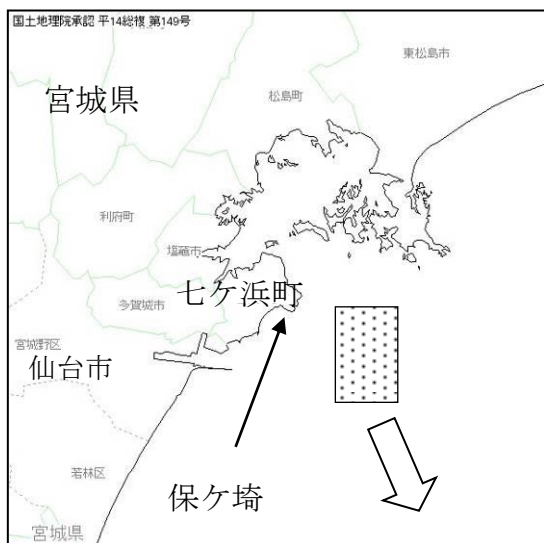 国土地理院承認 平14総複 第149号
東松島市
宮城県
松島町
利府町
塩竈市
七ケ浜町
多賀城市
宮城野区
仙台市
若林区
保ケ埼
宮城県